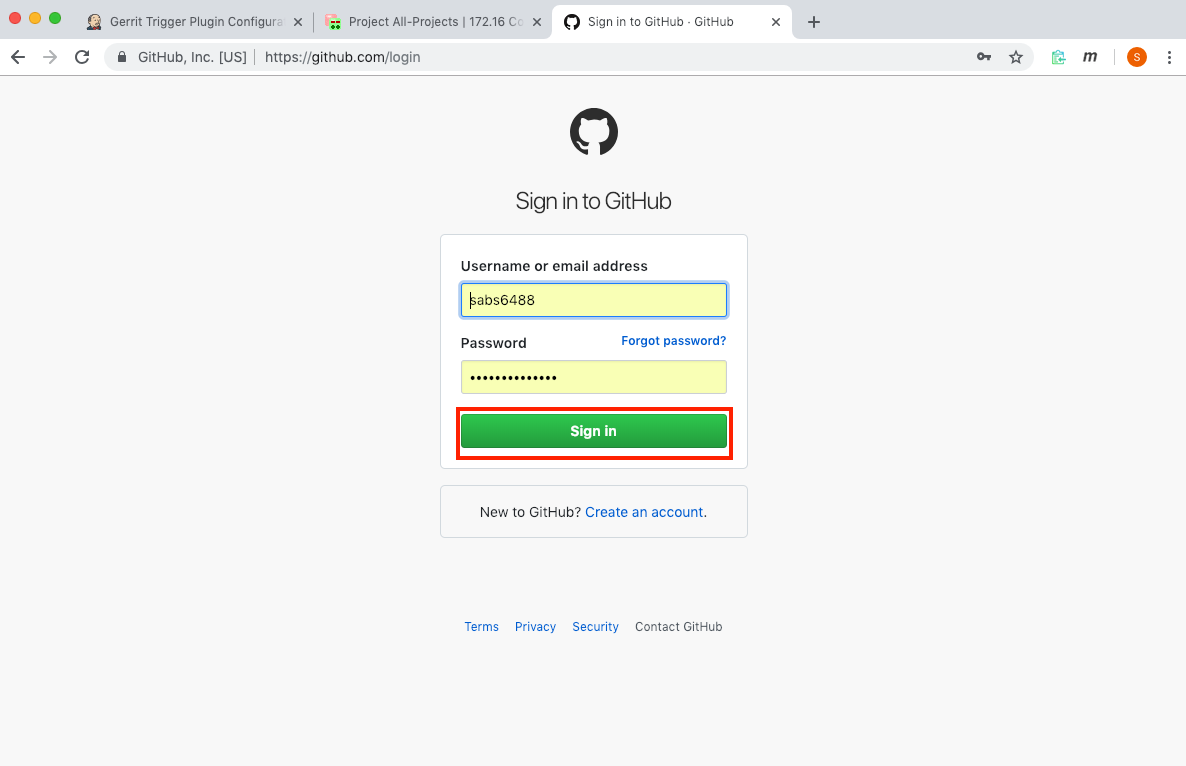 Gerrit Trigger Plugin Configura
Project All-Projects | 172.16 Co
Sign in to GitHub · GitHub
GitHub, Inc. [US] | https://github.com/login
m
S
Sign in to GitHub
Username or email address
sabs6488
Password
Forgot password?
••••••••••••••
Sign in
New to GitHub? Create an account.
Terms Privacy Security Contact GitHub